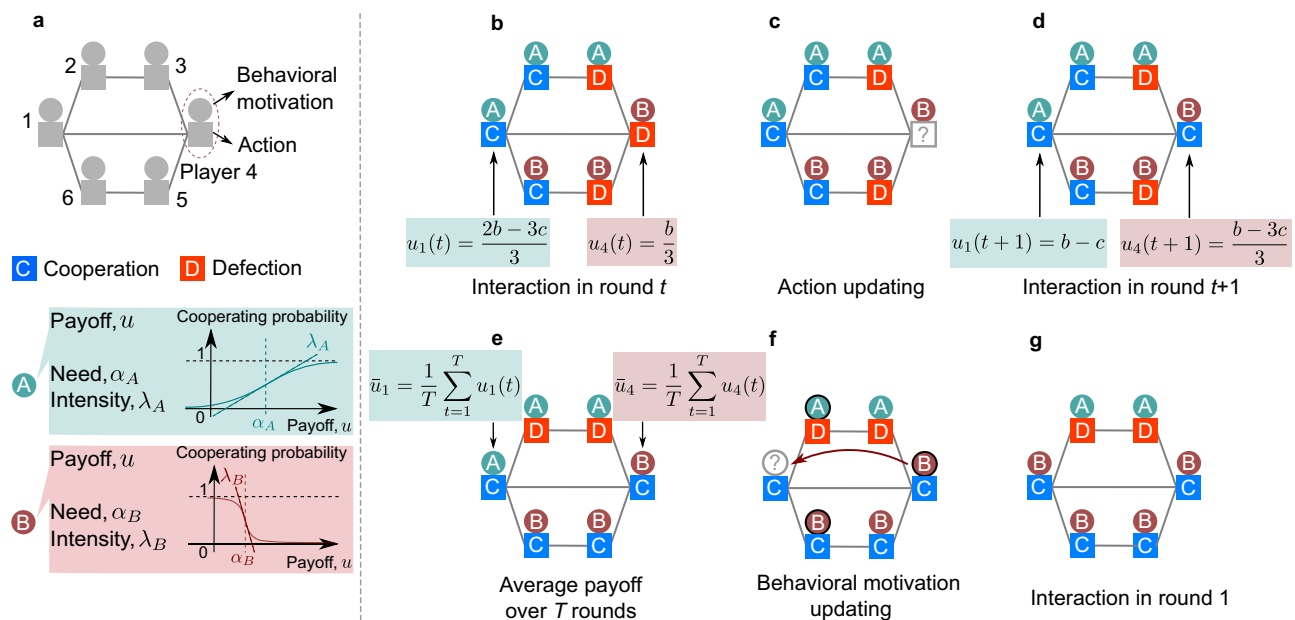 a
2
3
1
Behavioral
motivation
Action
Player 4
6
5
C Cooperation D Defection
Payoff, u
Need, α_A
Intensity, λ_A
A
Cooperating probability
1
λ_A
0
α_A
Payoff, u
Payoff, u
Need, α_B
Intensity, λ_B
B
Cooperating probability
1
λ_B
0
α_B
Payoff, u
b
A A
C D
A B
C D
B B
C D
u_1(t) = (2b − 3c)/3
u_4(t) = b/3
Interaction in round t
c
A A
C D
A B
C ?
B B
C D
Action updating
d
A A
C D
A B
C C
B B
C D
u_1(t + 1) = b − c
u_4(t + 1) = (b − 3c)/3
Interaction in round t+1
e
ū_1 = 1/T ∑_{t=1}^{T} u_1(t)
ū_4 = 1/T ∑_{t=1}^{T} u_4(t)
A A
D D
A B
C C
B B
C C
Average payoff
over T rounds
f
A A
D D
? B
C C
B B
C C
Behavioral motivation
updating
g
A A
D D
B B
C C
B B
C C
Interaction in round 1